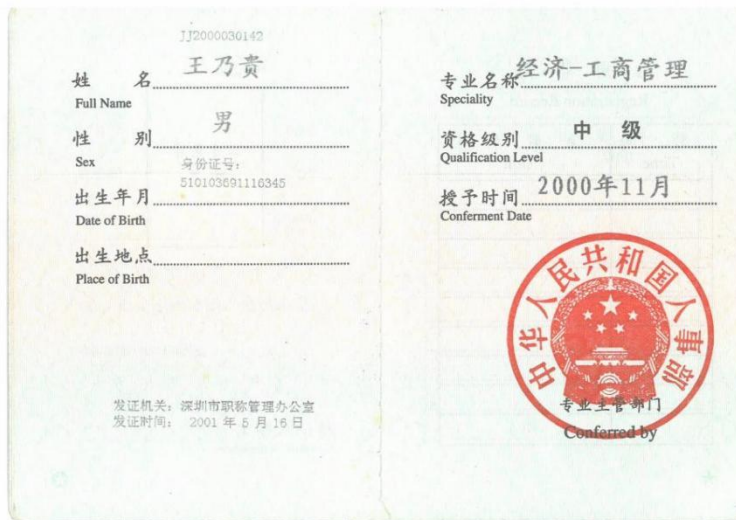 JJ2000030142
姓 名 王乃贵
Full Name
性 别 男
Sex
身份证号:
510103691116345
出生年月
Date of Birth
出生地点
Place of Birth
发证机关: 深圳市职称管理办公室
发证时间: 2001 年 5 月 16 日
专业名称 经济-工商管理
Speciality
资格级别 中 级
Qualification Level
授予时间 2000年11月
Conferment Date
中华人民共和国人事部
专业主管部门
Conferred by